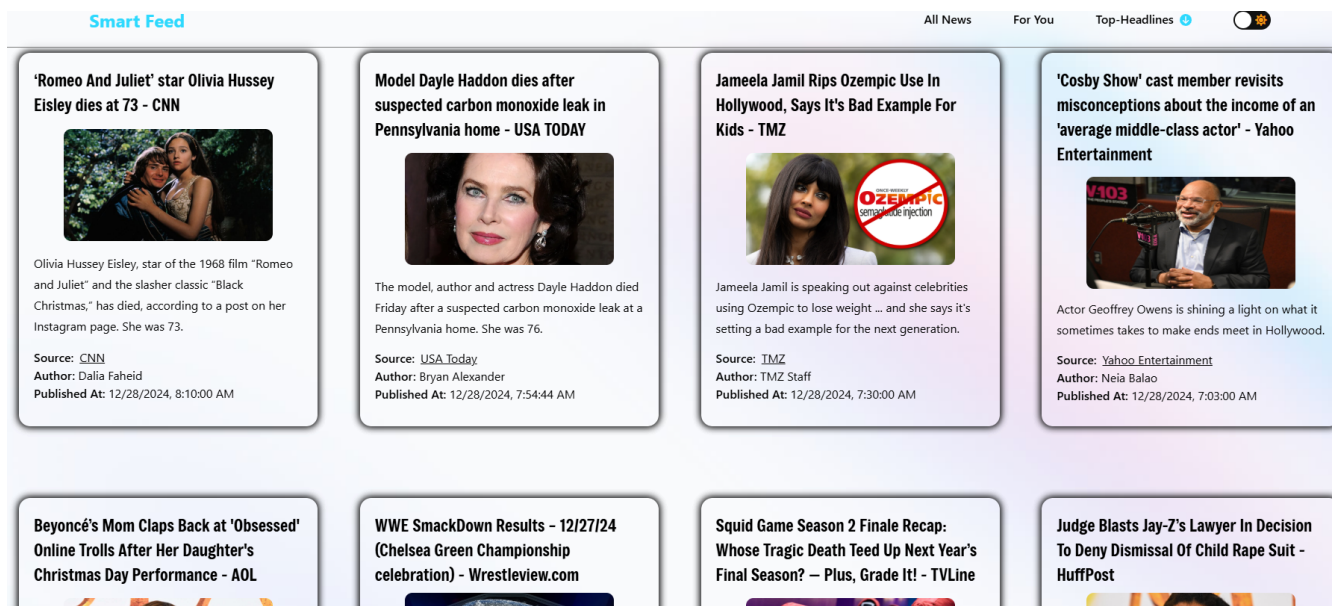 Smart Feed
All News
For You
Top-Headlines
‘Romeo And Juliet’ star Olivia Hussey
Eisley dies at 73 - CNN
Olivia Hussey Eisley, star of the 1968 film “Romeo
and Juliet” and the slasher classic “Black
Christmas,” has died, according to a post on her
Instagram page. She was 73.
Source: CNN
Author: Dalia Faheid
Published At: 12/28/2024, 8:10:00 AM
Model Dayle Haddon dies after
suspected carbon monoxide leak in
Pennsylvania home - USA TODAY
The model, author and actress Dayle Haddon died
Friday after a suspected carbon monoxide leak at a
Pennsylvania home. She was 76.
Source: USA Today
Author: Bryan Alexander
Published At: 12/28/2024, 7:54:44 AM
Jameela Jamil Rips Ozempic Use In
Hollywood, Says It's Bad Example For
Kids - TMZ
ONCE-WEEKLY
OZEMPIC
semaglutide injection
Jameela Jamil is speaking out against celebrities
using Ozempic to lose weight ... and she says it's
setting a bad example for the next generation.
Source: TMZ
Author: TMZ Staff
Published At: 12/28/2024, 7:30:00 AM
'Cosby Show' cast member revisits
misconceptions about the income of an
'average middle-class actor' - Yahoo
Entertainment
V-103
Actor Geoffrey Owens is shining a light on what it
sometimes takes to make ends meet in Hollywood.
Source: Yahoo Entertainment
Author: Neia Balao
Published At: 12/28/2024, 7:03:00 AM
Beyoncé’s Mom Claps Back at 'Obsessed'
Online Trolls After Her Daughter's
Christmas Day Performance - AOL
WWE SmackDown Results – 12/27/24
(Chelsea Green Championship
celebration) - Wrestleview.com
Squid Game Season 2 Finale Recap:
Whose Tragic Death Teed Up Next Year’s
Final Season? — Plus, Grade It! - TVLine
Judge Blasts Jay-Z’s Lawyer In Decision
To Deny Dismissal Of Child Rape Suit -
HuffPost